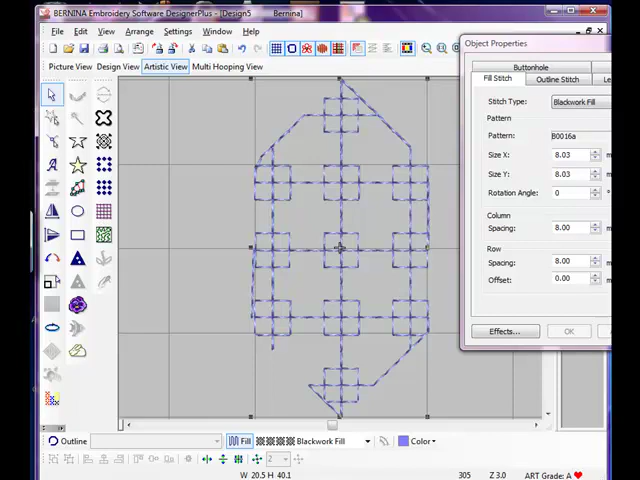 BERNINA Embroidery Software DesignerPlus - [Design5 Bernina]
File Edit View Arrange Settings Window Help
Picture View Design View Artistic View Multi Hooping View
Object Properties
Buttonhole
Fill Stitch Outline Stitch
Stitch Type: Blackwork Fill
Pattern
Pattern: B0016a
Size X: 8.03
Size Y: 8.03
Rotation Angle: 0 °
Column
Spacing: 8.00
Row
Spacing: 8.00
Offset: 0.00
Effects... OK
Outline Fill Blackwork Fill Color
2
W 20.5 H 40.1 305 Z 3.0 ART Grade: A